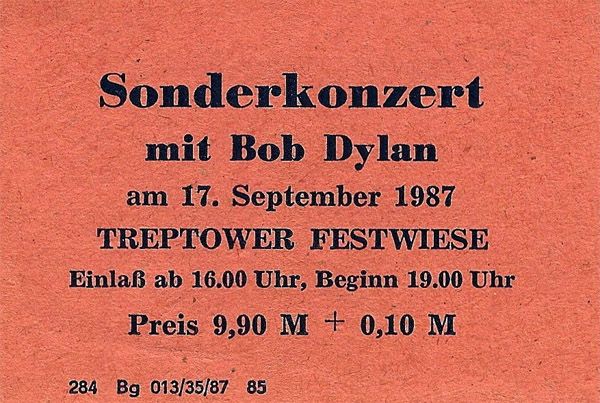 Sonderkonzert
mit Bob Dylan
am 17. September 1987
TREPTOWER FESTWIESE
Einlaß ab 16.00 Uhr, Beginn 19.00 Uhr
Preis 9,90 M + 0,10 M
284 Bg 013/35/87 85